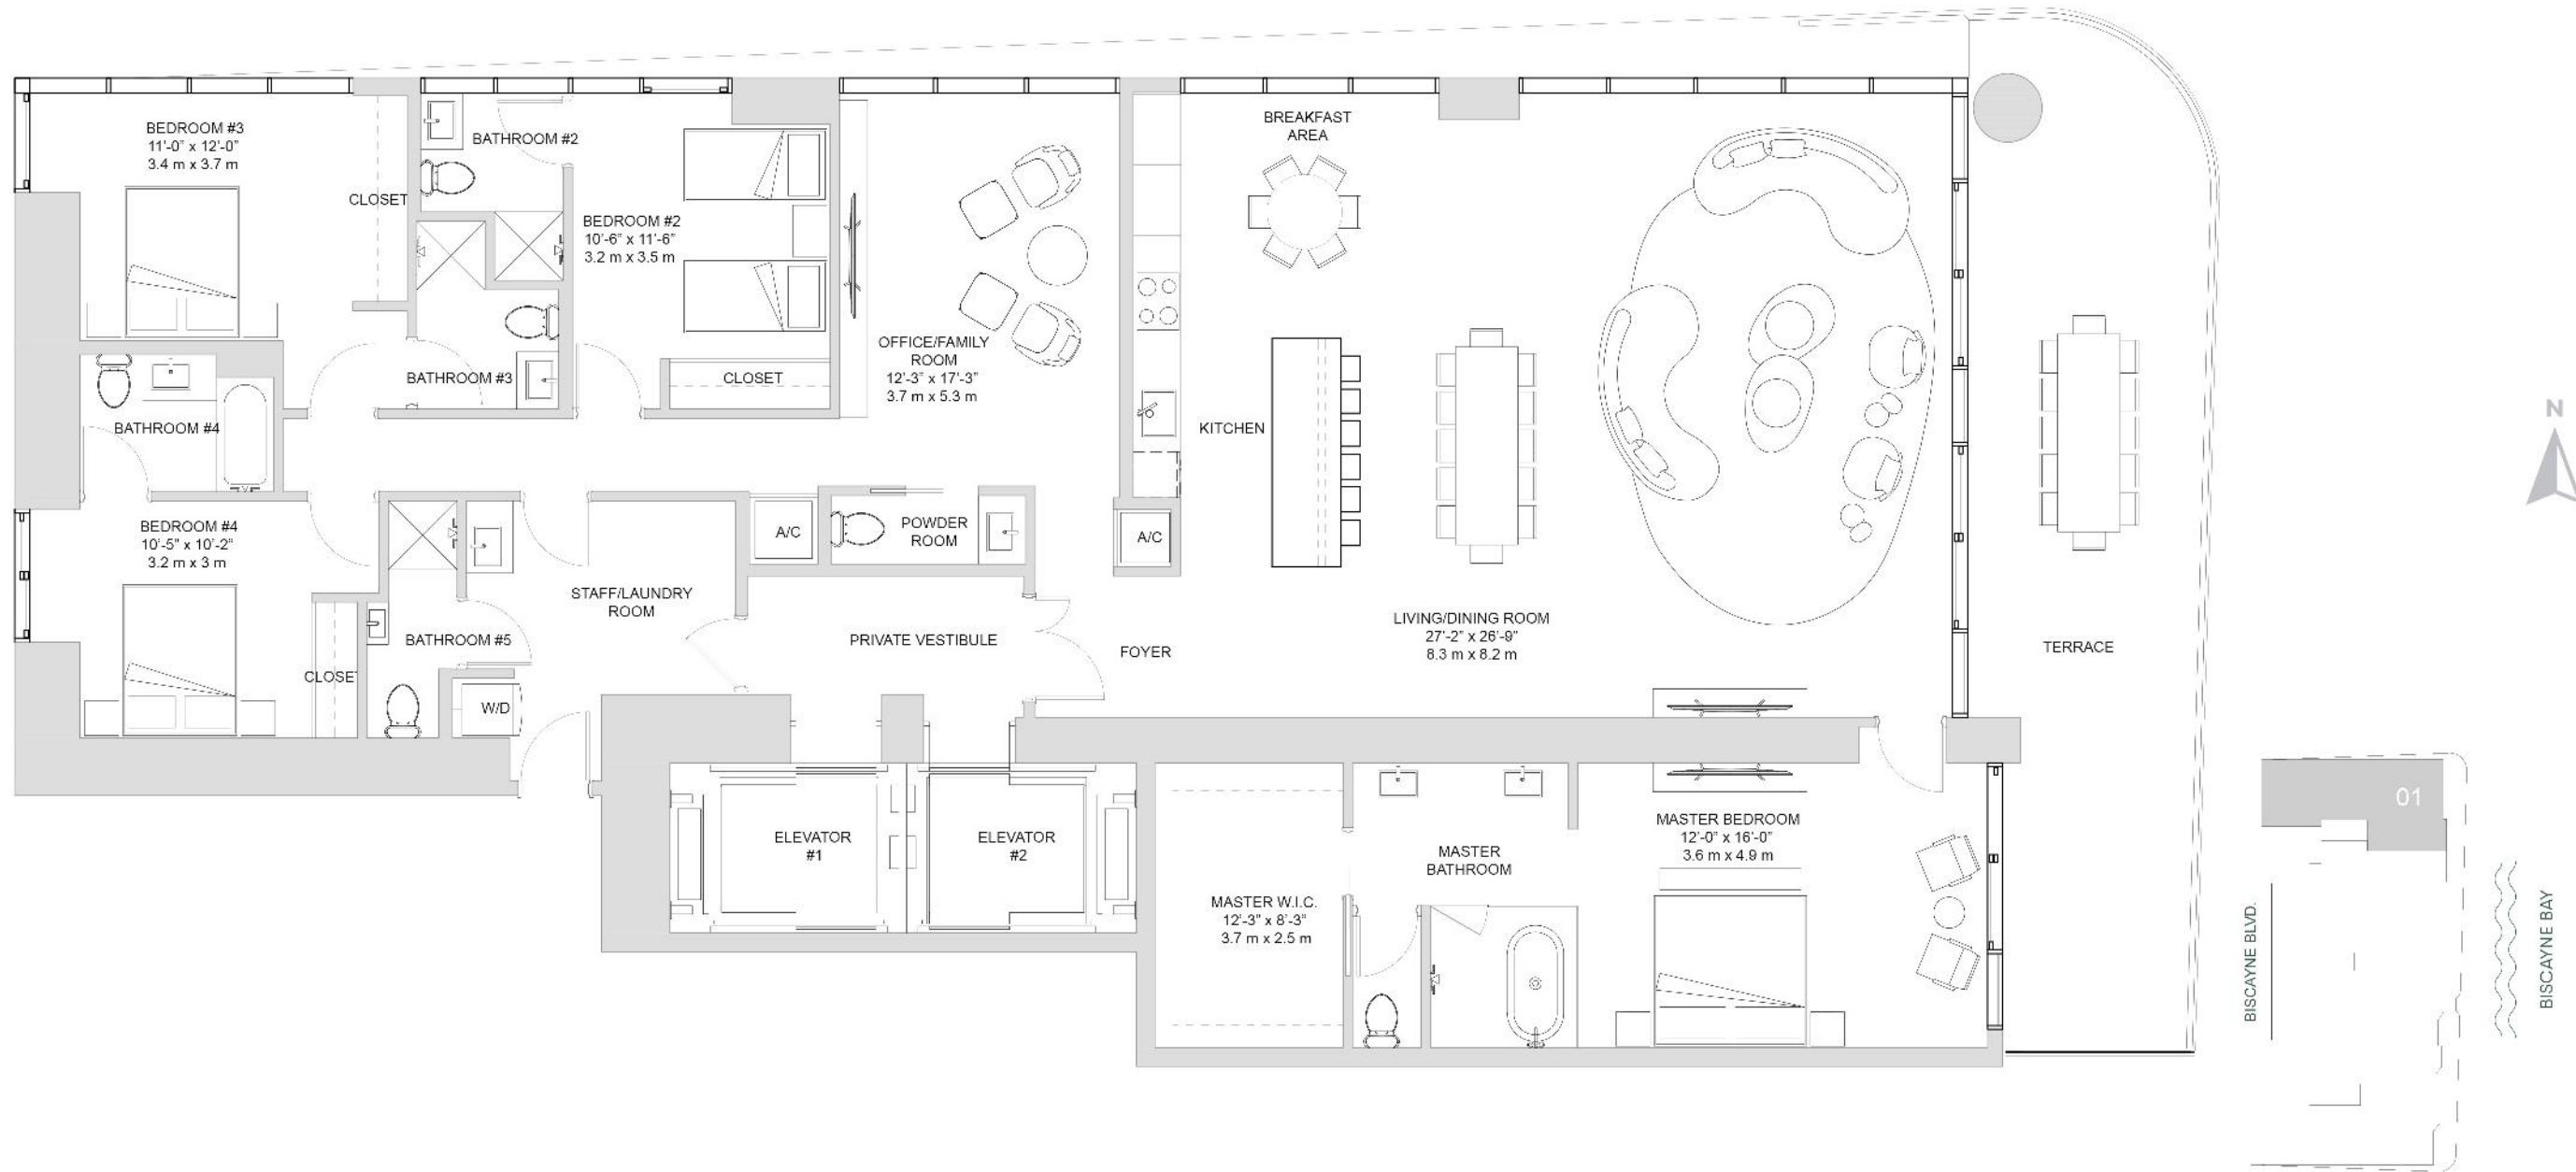 BEDROOM #3
11'-0" x 12'-0"
3.4 m x 3.7 m
CLOSET
BATHROOM #2
BEDROOM #2
10'-6" x 11'-6"
3.2 m x 3.5 m
BATHROOM #3
CLOSET
OFFICE/FAMILY
ROOM
12'-3" x 17'-3"
3.7 m x 5.3 m
BREAKFAST
AREA
KITCHEN
BATHROOM #4
BEDROOM #4
10'-5" x 10'-2"
3.2 m x 3 m
CLOSE
BATHROOM #5
W/D
STAFF/LAUNDRY
ROOM
A/C
POWDER
ROOM
A/C
PRIVATE VESTIBULE
FOYER
LIVING/DINING ROOM
27'-2" x 26'-9"
8.3 m x 8.2 m
TERRACE
ELEVATOR
#1
ELEVATOR
#2
MASTER W.I.C.
12'-3" x 8'-3"
3.7 m x 2.5 m
MASTER
BATHROOM
MASTER BEDROOM
12'-0" x 16'-0"
3.6 m x 4.9 m
N
01
BISCAYNE BLVD.
BISCAYNE BAY